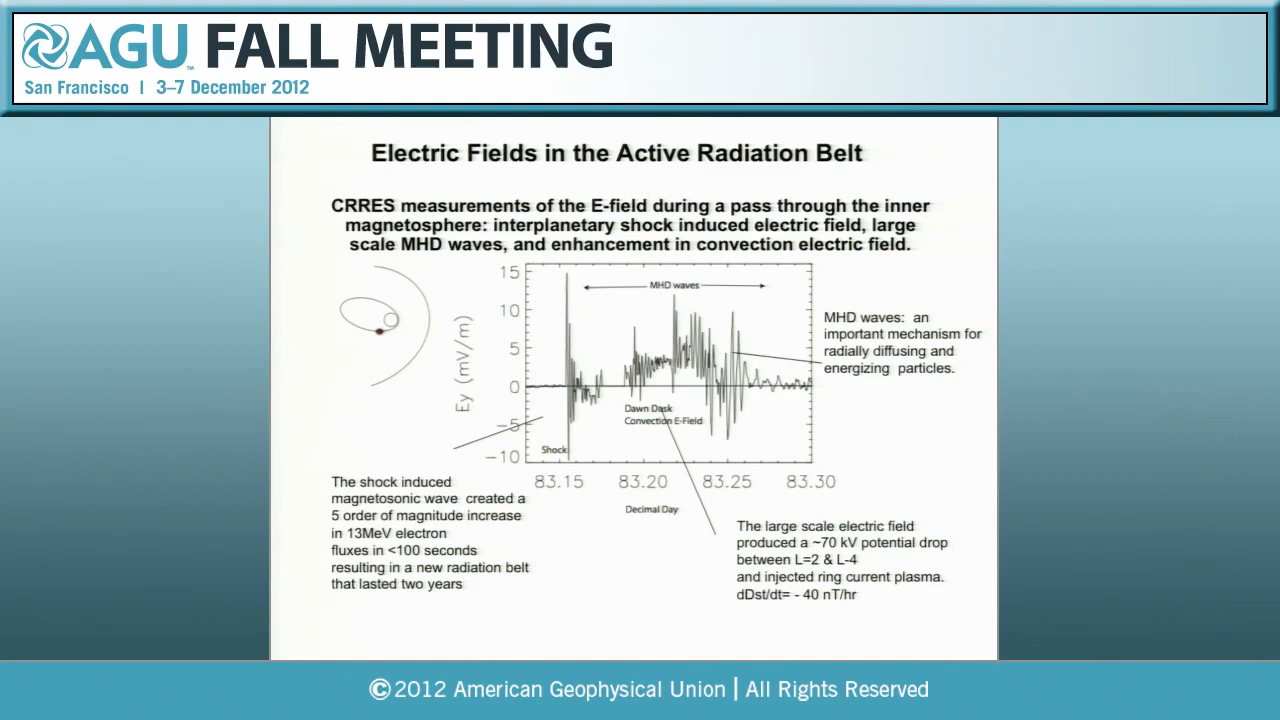 AGU™ FALL MEETING
San Francisco | 3–7 December 2012
Electric Fields in the Active Radiation Belt
CRRES measurements of the E-field during a pass through the inner
magnetosphere: interplanetary shock induced electric field, large
scale MHD waves, and enhancement in convection electric field.
15
10
5
0
−5
−10
Ey (mV/m)
MHD waves
Dawn Dusk
Convection E-Field
Shock
83.15 83.20 83.25 83.30
Decimal Day
MHD waves: an
important mechanism for
radially diffusing and
energizing particles.
The shock induced
magnetosonic wave created a
5 order of magnitude increase
in 13MeV electron
fluxes in <100 seconds
resulting in a new radiation belt
that lasted two years
The large scale electric field
produced a ~70 kV potential drop
between L=2 & L-4
and injected ring current plasma.
dDst/dt= - 40 nT/hr
©2012 American Geophysical Union | All Rights Reserved